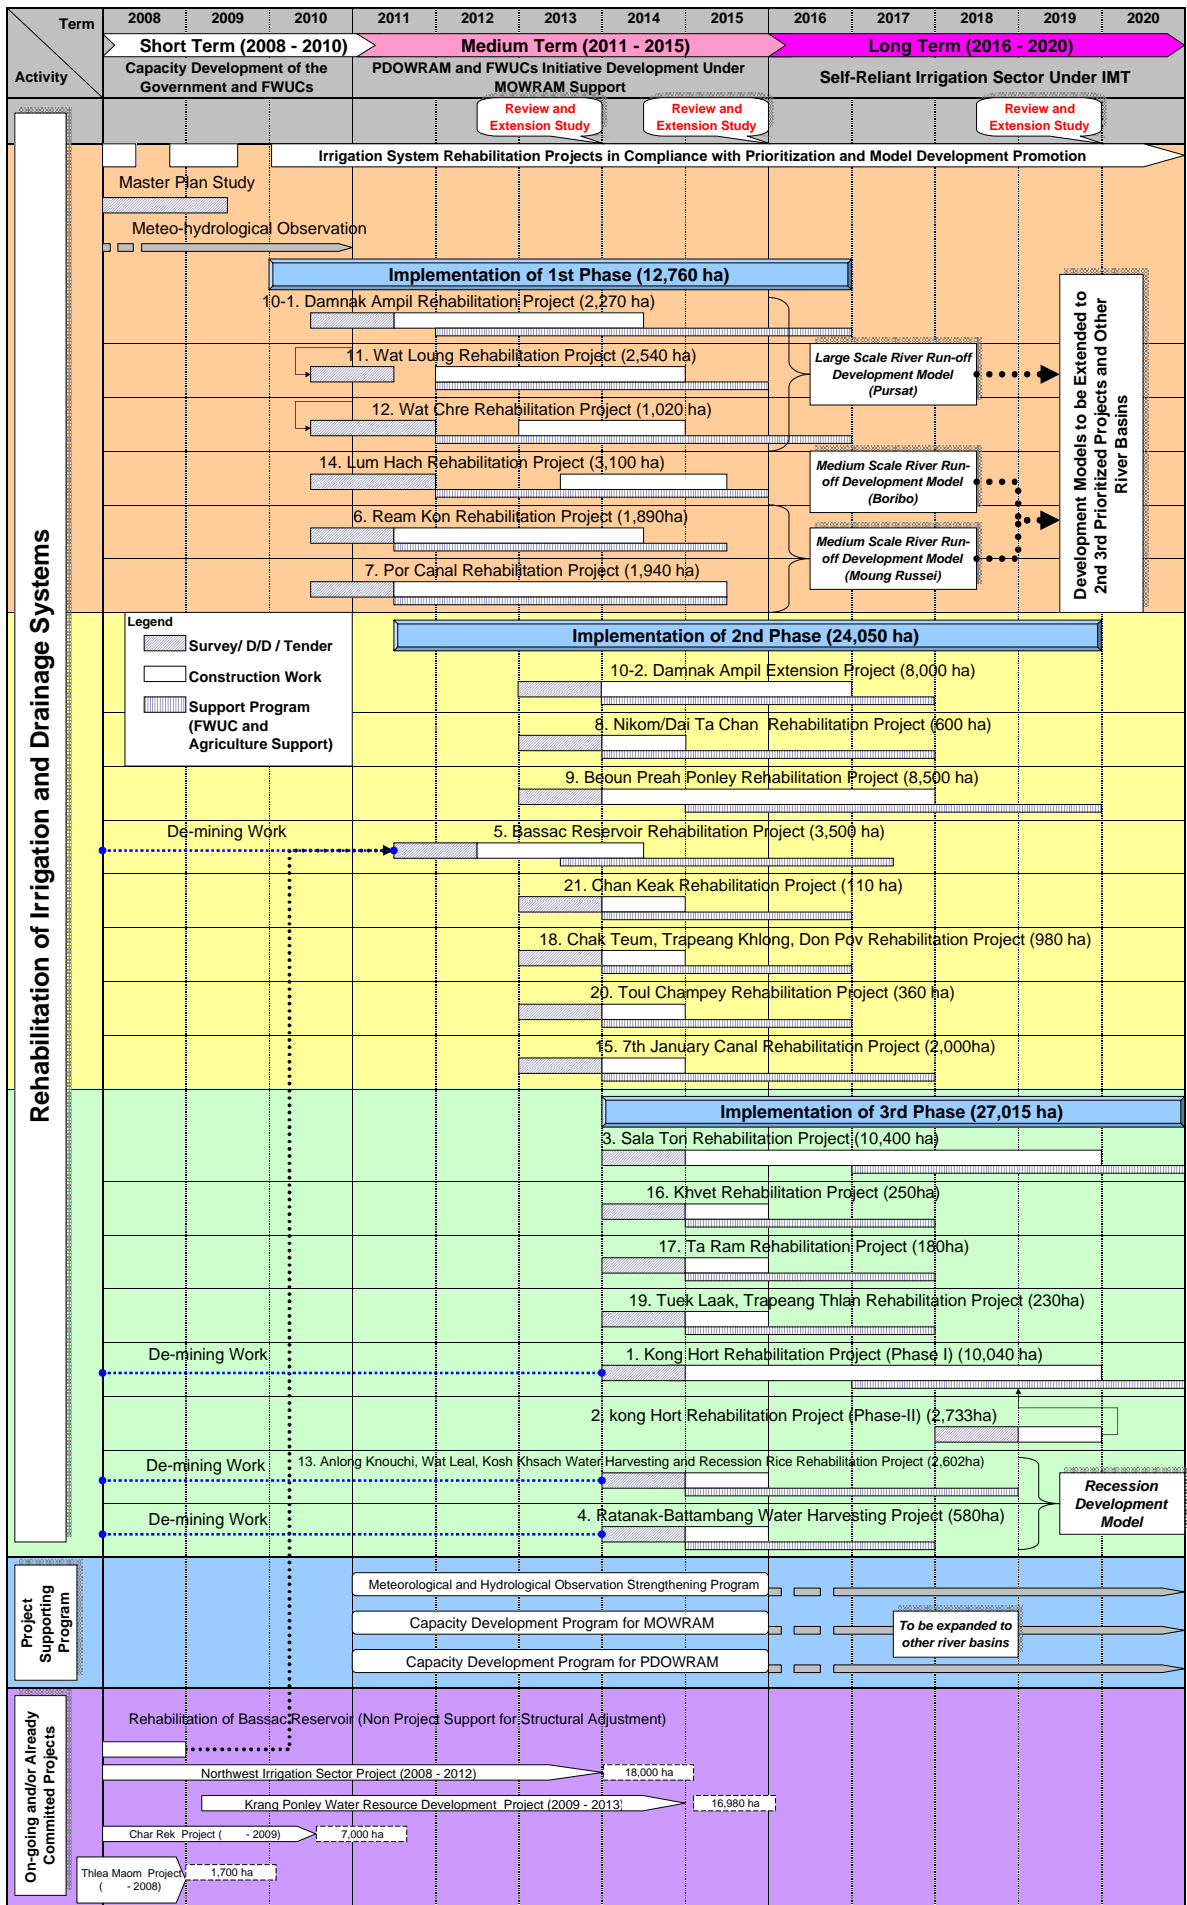 Term
Activity
2008 2009 2010 2011 2012 2013 2014 2015 2016 2017 2018 2019 2020
Short Term (2008 - 2010)
Medium Term (2011 - 2015)
Long Term (2016 - 2020)
Capacity Development of the
Government and FWUCs
PDOWRAM and FWUCs Initiative Development Under
MOWRAM Support
Self-Reliant Irrigation Sector Under IMT
Review and
Extension Study
Review and
Extension Study
Review and
Extension Study
Rehabilitation of Irrigation and Drainage Systems
Irrigation System Rehabilitation Projects in Compliance with Prioritization and Model Development Promotion
Master Plan Study
Meteo-hydrological Observation
Implementation of 1st Phase (12,760 ha)
10-1. Damnak Ampil Rehabilitation Project (2,270 ha)
11. Wat Loung Rehabilitation Project (2,540 ha)
12. Wat Chre Rehabilitation Project (1,020 ha)
14. Lum Hach Rehabilitation Project (3,100 ha)
6. Ream Kon Rehabilitation Project (1,890ha)
7. Por Canal Rehabilitation Project (1,940 ha)
Large Scale River Run-off
Development Model
(Pursat)
Medium Scale River Run-
off Development Model
(Boribo)
Medium Scale River Run-
off Development Model
(Moung Russei)
Development Models to be Extended to
2nd 3rd Prioritized Projects and Other
River Basins
Legend
Survey/ D/D / Tender
Construction Work
Support Program
(FWUC and
Agriculture Support)
Implementation of 2nd Phase (24,050 ha)
10-2. Damnak Ampil Extension Project (8,000 ha)
8. Nikom/Dai Ta Chan Rehabilitation Project (600 ha)
9. Beoun Preah Ponley Rehabilitation Project (8,500 ha)
De-mining Work
5. Bassac Reservoir Rehabilitation Project (3,500 ha)
21. Chan Keak Rehabilitation Project (110 ha)
18. Chak Teum, Trapeang Khlong, Don Pov Rehabilitation Project (980 ha)
20. Toul Champey Rehabilitation Project (360 ha)
15. 7th January Canal Rehabilitation Project (2,000ha)
Implementation of 3rd Phase (27,015 ha)
3. Sala Ton Rehabilitation Project (10,400 ha)
16. Khvet Rehabilitation Project (250ha)
17. Ta Ram Rehabilitation Project (180ha)
19. Tuek Laak, Trapeang Thlan Rehabilitation Project (230ha)
De-mining Work
1. Kong Hort Rehabilitation Project (Phase I) (10,040 ha)
2. kong Hort Rehabilitation Project (Phase-II) (2,733ha)
De-mining Work
13. Anlong Knouchi, Wat Leal, Kosh Khsach Water Harvesting and Recession Rice Rehabilitation Project (2,602ha)
De-mining Work
4. Ratanak-Battambang Water Harvesting Project (580ha)
Recession
Development
Model
Project
Supporting
Program
Meteorological and Hydrological Observation Strengthening Program
Capacity Development Program for MOWRAM
Capacity Development Program for PDOWRAM
To be expanded to
other river basins
On-going and/or Already
Committed Projects
Rehabilitation of Bassac Reservoir (Non Project Support for Structural Adjustment)
Northwest Irrigation Sector Project (2008 - 2012)
18,000 ha
Krang Ponley Water Resource Development Project (2009 - 2013)
16,980 ha
Char Rek Project ( - 2009)
7,000 ha
Thlea Maom Project
( - 2008)
1,700 ha